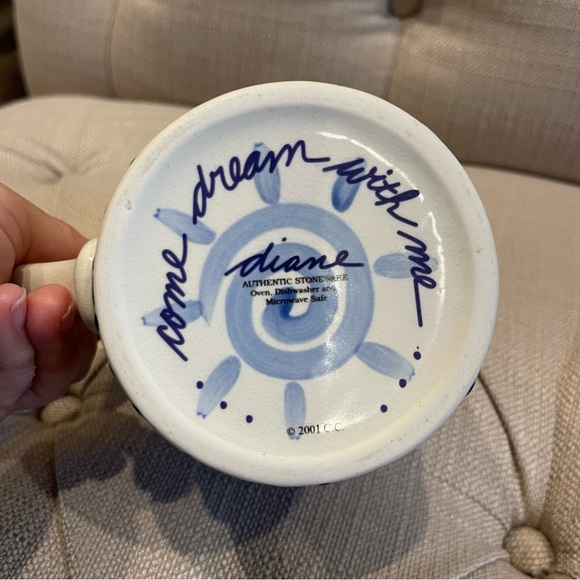 come dream with me
diane
AUTHENTIC STONEWARE
Oven, Dishwasher and
Microwave Safe
© 2001 C.C.